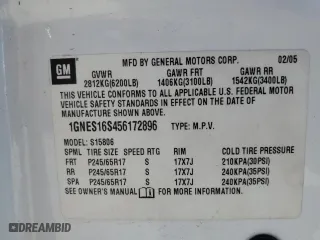 GM
MFD BY GENERAL MOTORS CORP. 02/05
GVWR GAWR FRT GAWR RR
2812KG(6200LB) 1406KG(3100LB) 1542KG(3400LB)
THIS VEHICLE CONFORMS TO ALL APPLICABLE U.S. FEDERAL MOTOR
VEHICLE SAFETY STANDARDS IN EFFECT ON THE DATE OF
MANUFACTURE SHOWN ABOVE.
1GNES16S456172896 TYPE: M.P.V.
MODEL: S15806
SPML TIRE SIZE SPEED RTG RIM COLD TIRE PRESSURE
FRT P245/65R17 S 17X7J 210KPA(30PSI)
RR P245/65R17 S 17X7J 240KPA(35PSI)
SPA P245/65R17 S 17X7J 240KPA(35PSI)
SEE OWNER'S MANUAL FOR ADDITIONAL INFORMATION.